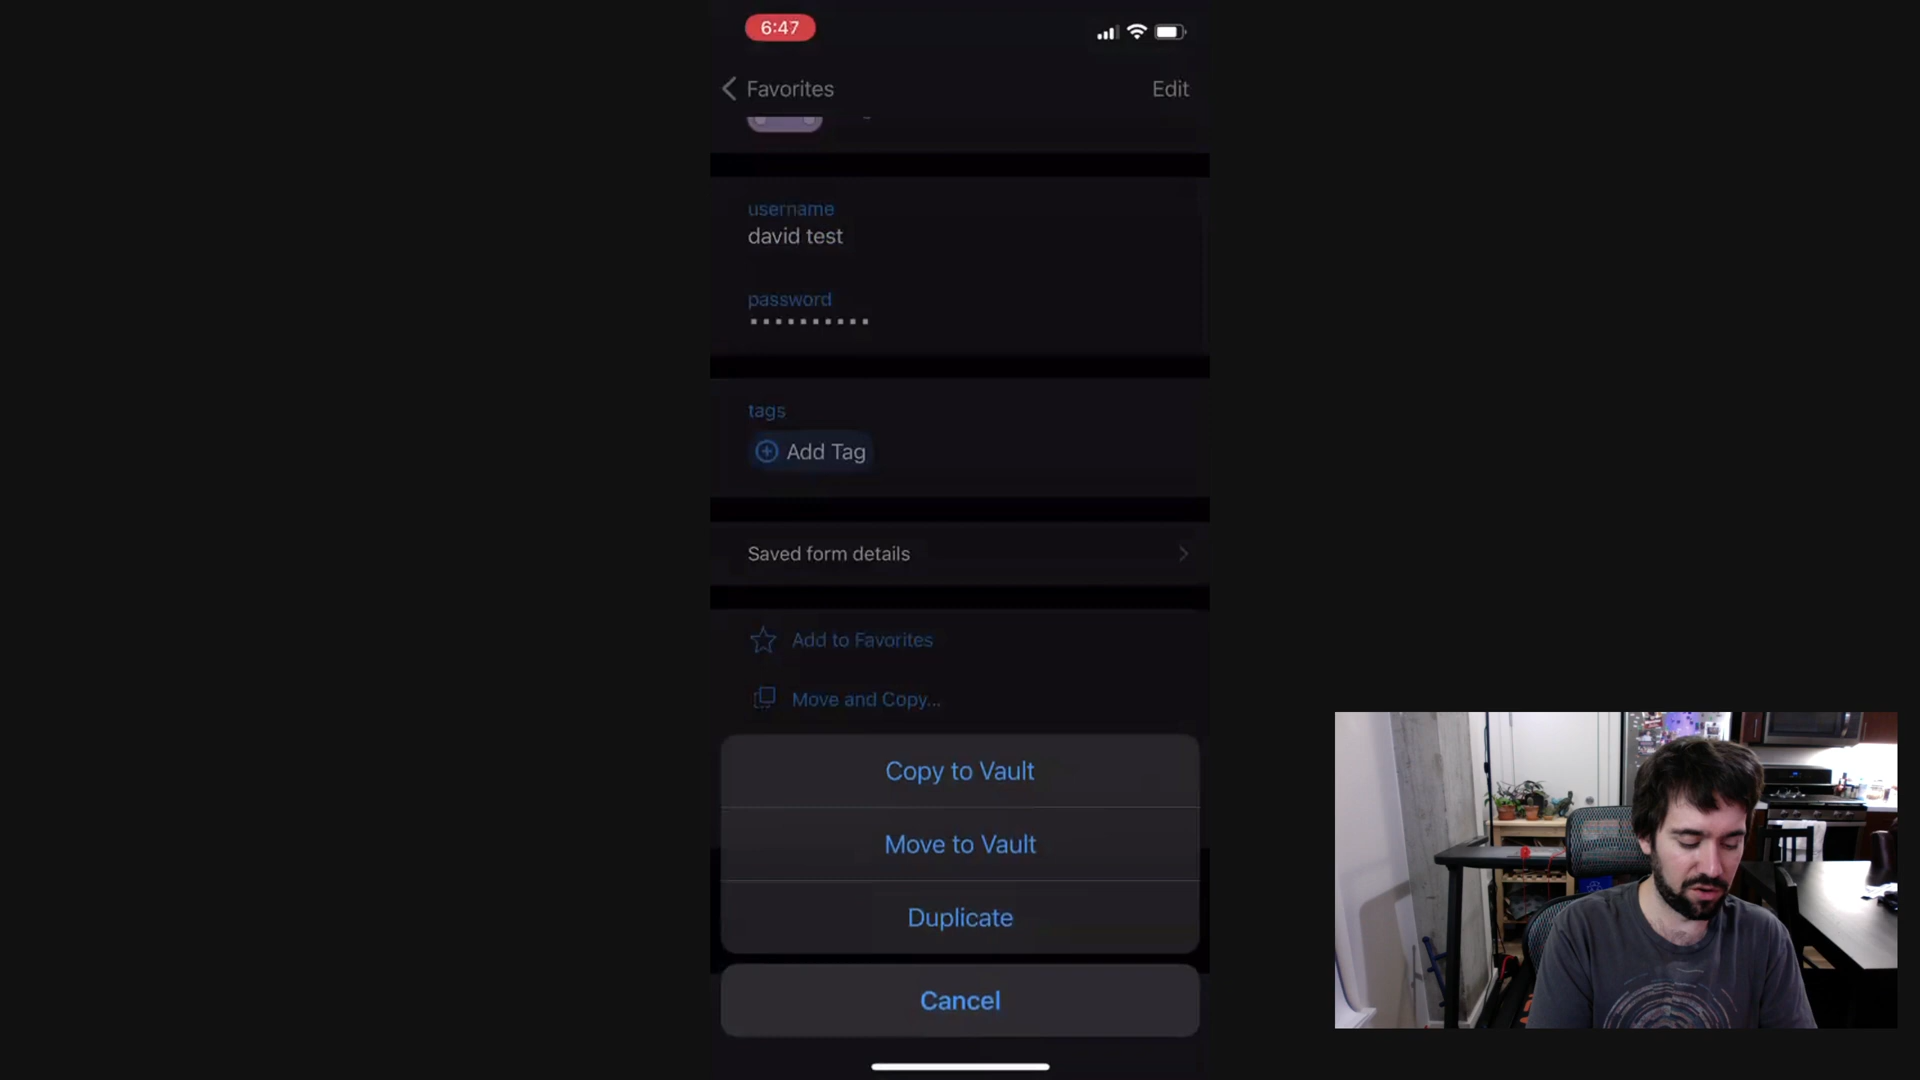 6:47
Favorites
Edit
username
david test
password
tags
Add Tag
Saved form details
Add to Favorites
Move and Copy...
Copy to Vault
Move to Vault
Duplicate
Cancel